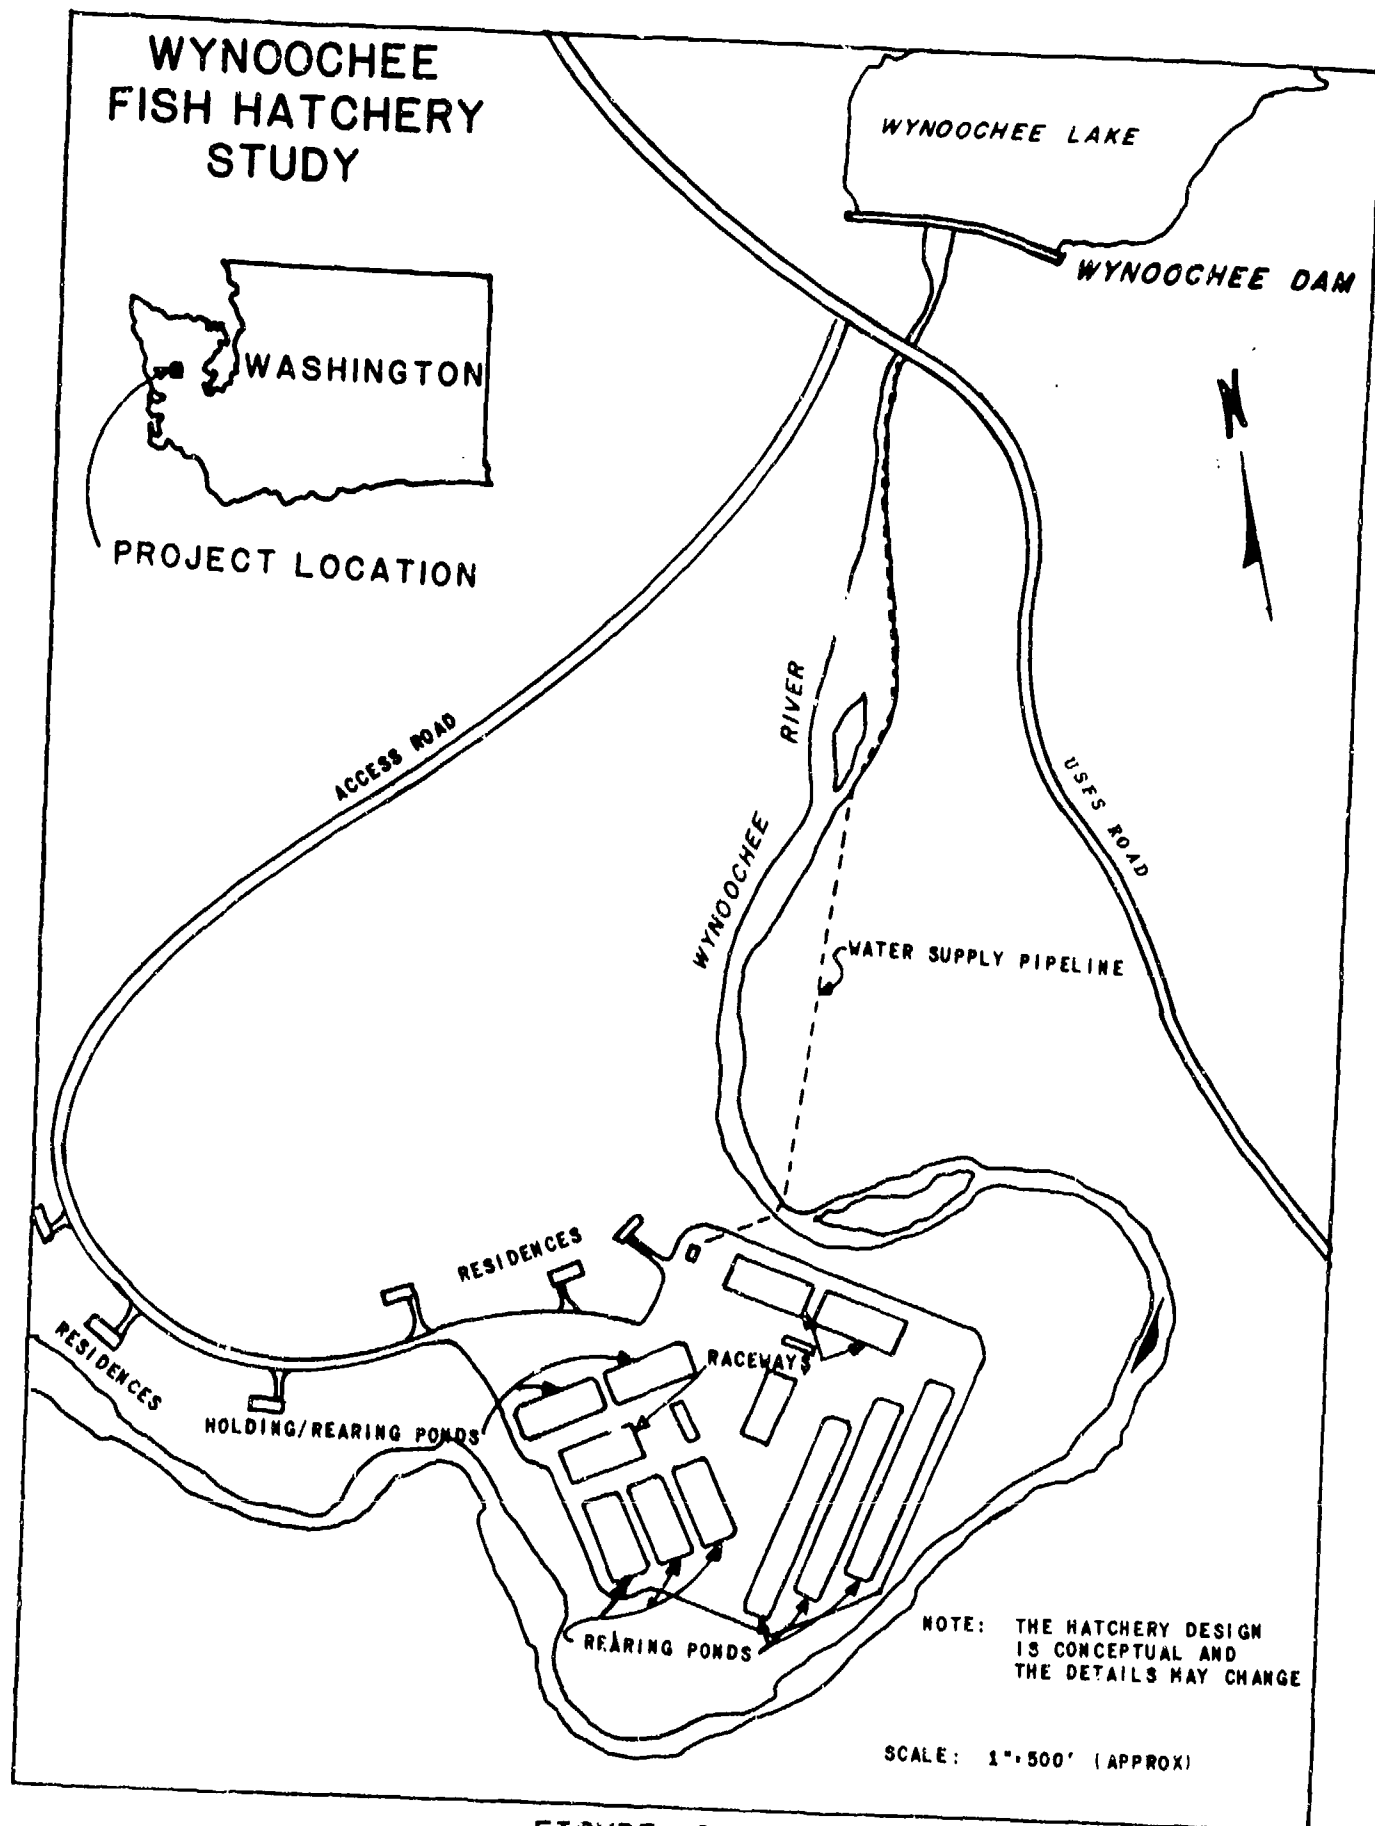 WYNOOCHEE
FISH HATCHERY
STUDY
WYNOOCHEE LAKE
WYNOOCHEE DAM
WASHINGTON
N
PROJECT LOCATION
ACCESS ROAD
WYNOOCHEE RIVER
USFS ROAD
WATER SUPPLY PIPELINE
RESIDENCES
RESIDENCES
RACEWAYS
HOLDING/REARING PONDS
REARING PONDS
NOTE: THE HATCHERY DESIGN
IS CONCEPTUAL AND
THE DETAILS MAY CHANGE
SCALE: 1"=500' (APPROX)